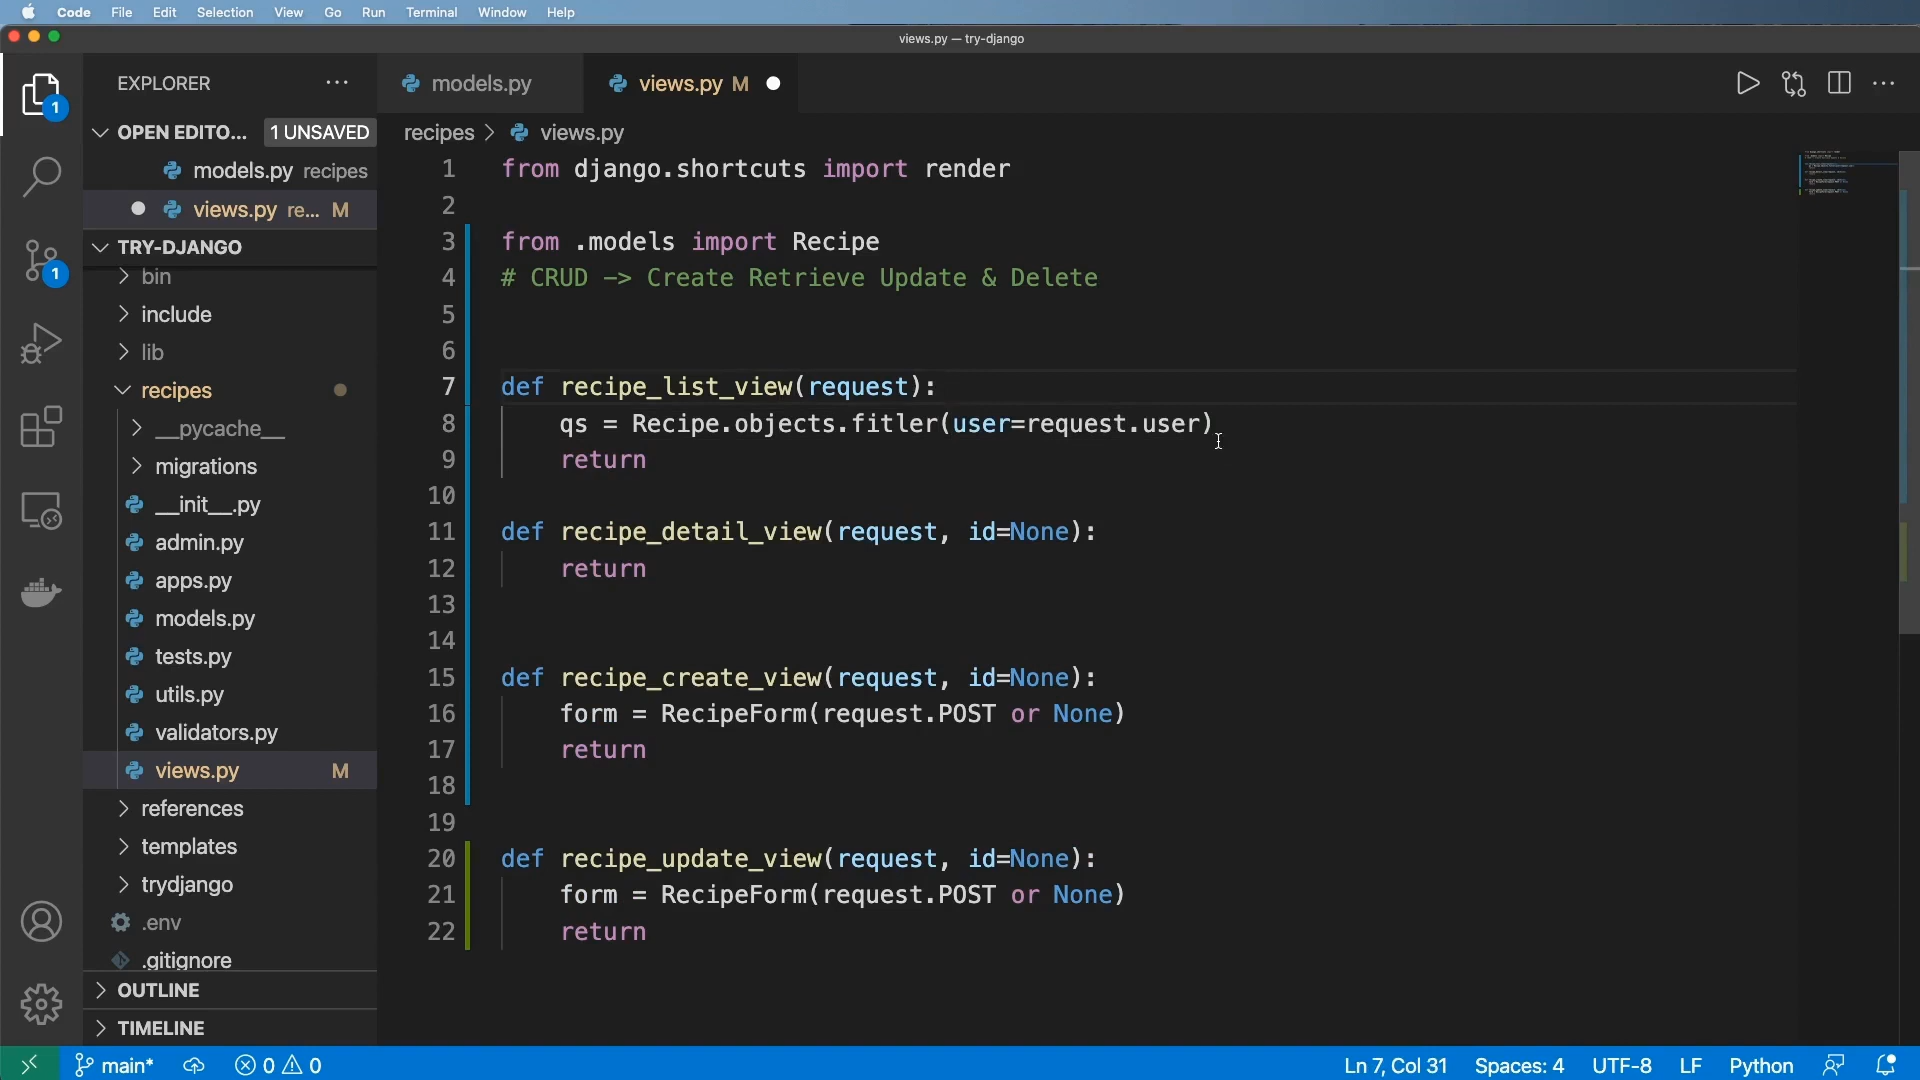 Code File Edit Selection View Go Run Terminal Window Help
views.py — try-django
EXPLORER
OPEN EDITO... 1 UNSAVED
models.py recipes
views.py re... M
TRY-DJANGO
bin
include
lib
recipes
__pycache__
migrations
__init__.py
admin.py
apps.py
models.py
tests.py
utils.py
validators.py
views.py M
references
templates
trydjango
.env
.gitignore
OUTLINE
TIMELINE
1
1
models.py
views.py M
recipes > views.py
1 from django.shortcuts import render
2
3 from .models import Recipe
4 # CRUD -> Create Retrieve Update & Delete
5
6
7 def recipe_list_view(request):
8 qs = Recipe.objects.fitler(user=request.user)
9 return
10
11 def recipe_detail_view(request, id=None):
12 return
13
14
15 def recipe_create_view(request, id=None):
16 form = RecipeForm(request.POST or None)
17 return
18
19
20 def recipe_update_view(request, id=None):
21 form = RecipeForm(request.POST or None)
22 return
main* 0 0 Ln 7, Col 31 Spaces: 4 UTF-8 LF Python